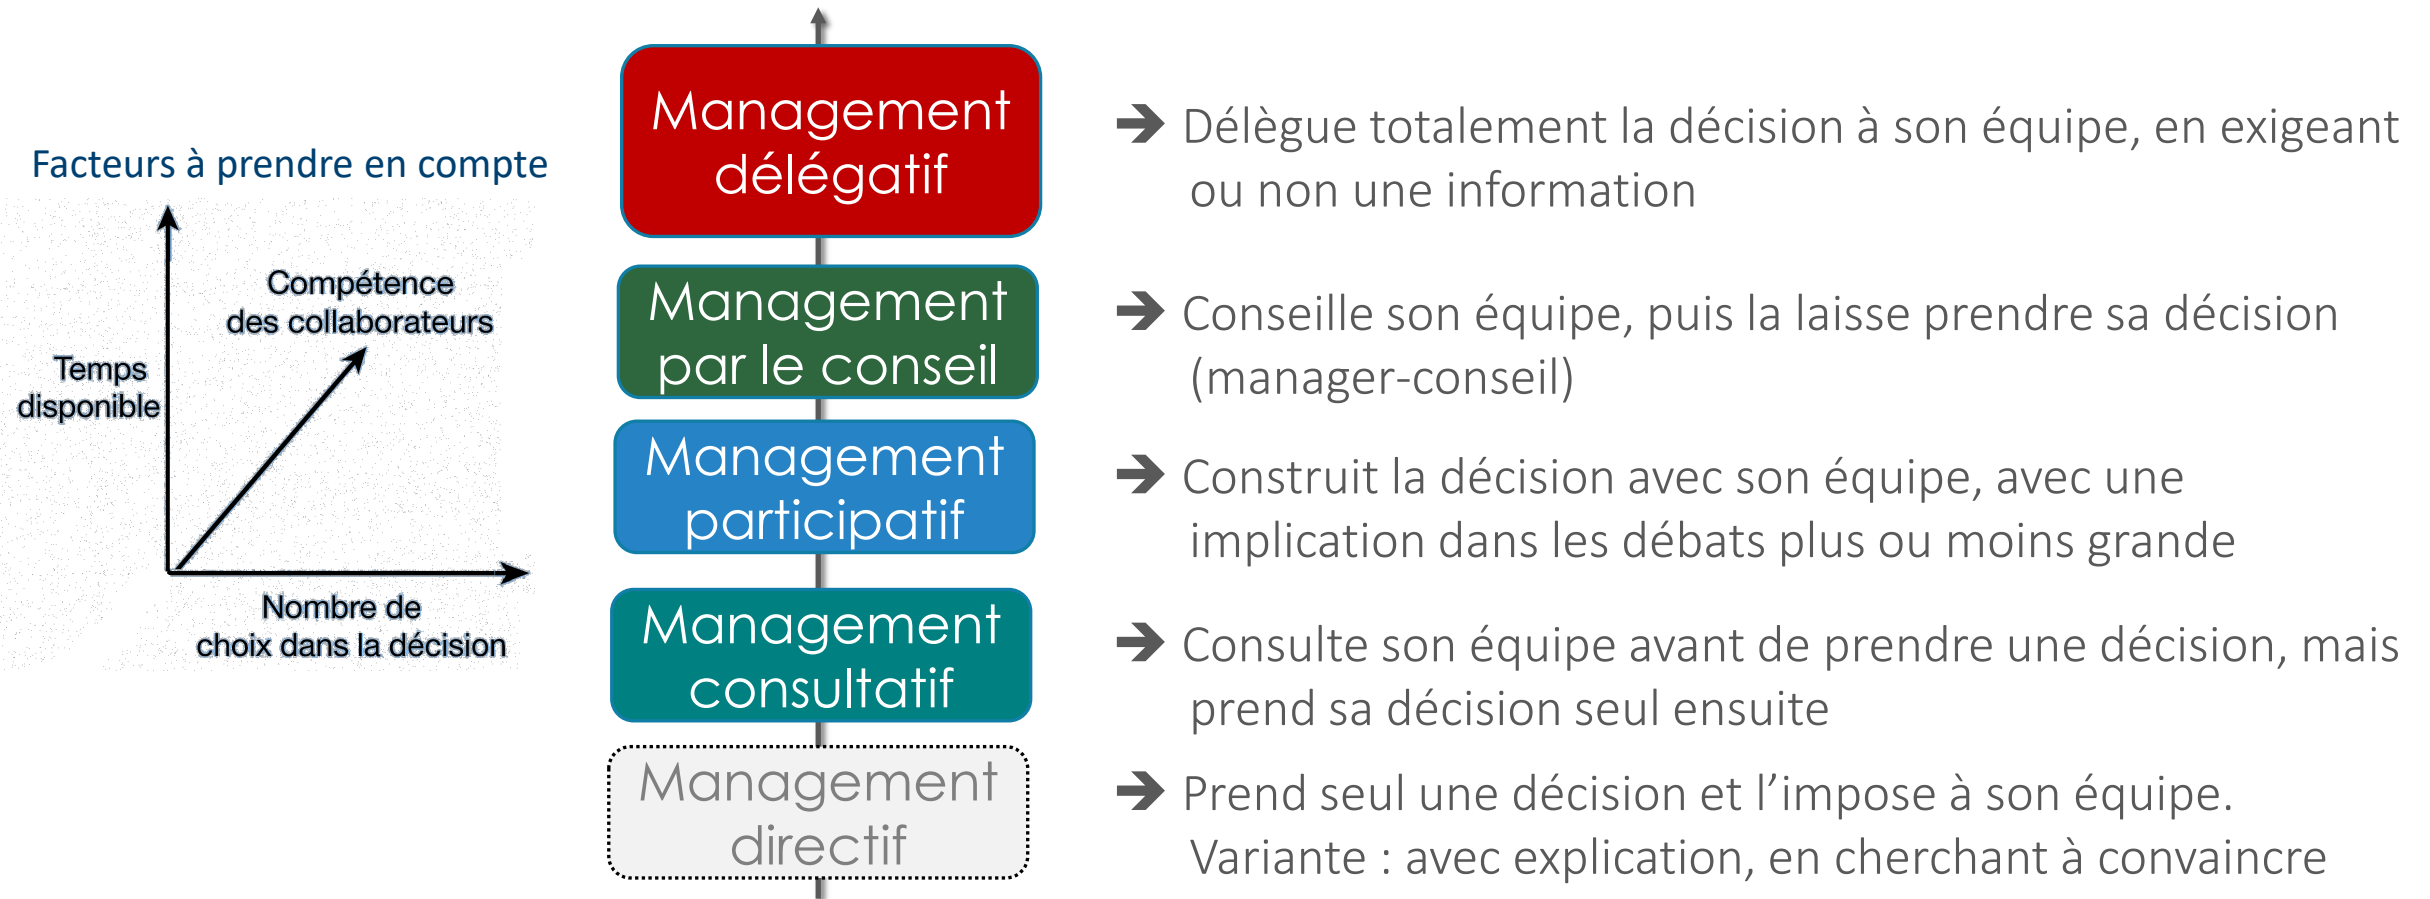 Facteurs à prendre en compte
Compétence
des collaborateurs
Temps
disponible
Nombre de
choix dans la décision
Management
délégatif
➔ Délègue totalement la décision à son équipe, en exigeant
ou non une information
Management
par le conseil
➔ Conseille son équipe, puis la laisse prendre sa décision
(manager-conseil)
Management
participatif
➔ Construit la décision avec son équipe, avec une
implication dans les débats plus ou moins grande
Management
consultatif
➔ Consulte son équipe avant de prendre une décision, mais
prend sa décision seul ensuite
Management
directif
➔ Prend seul une décision et l’impose à son équipe.
Variante : avec explication, en cherchant à convaincre